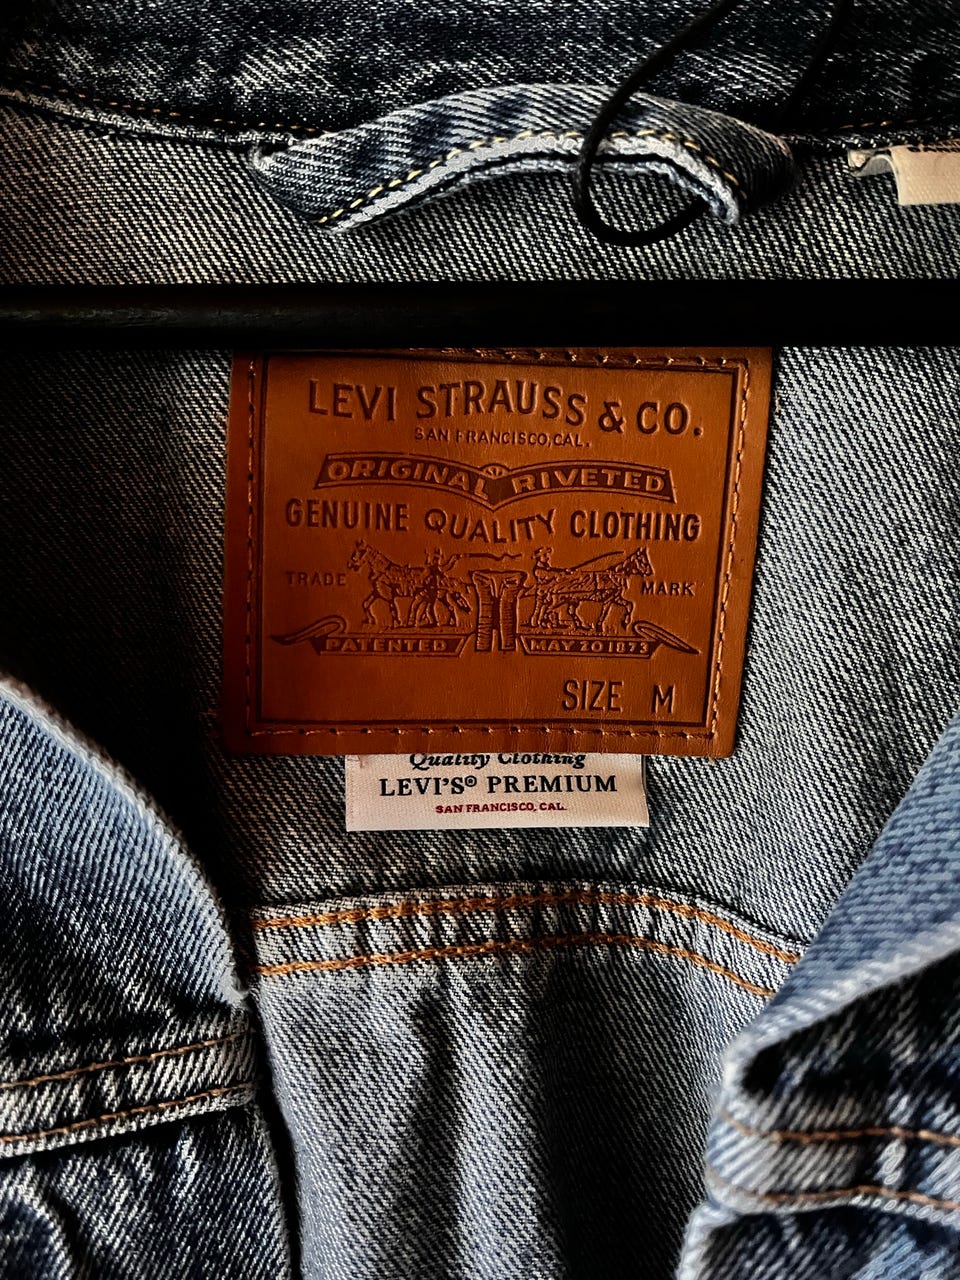 LEVI STRAUSS & CO.
SAN FRANCISCO, CAL.
ORIGINAL RIVETED
GENUINE QUALITY CLOTHING
TRADE MARK
PATENTED MAY 20 1873
SIZE M
Quality Clothing
LEVI'S® PREMIUM
SAN FRANCISCO, CAL.